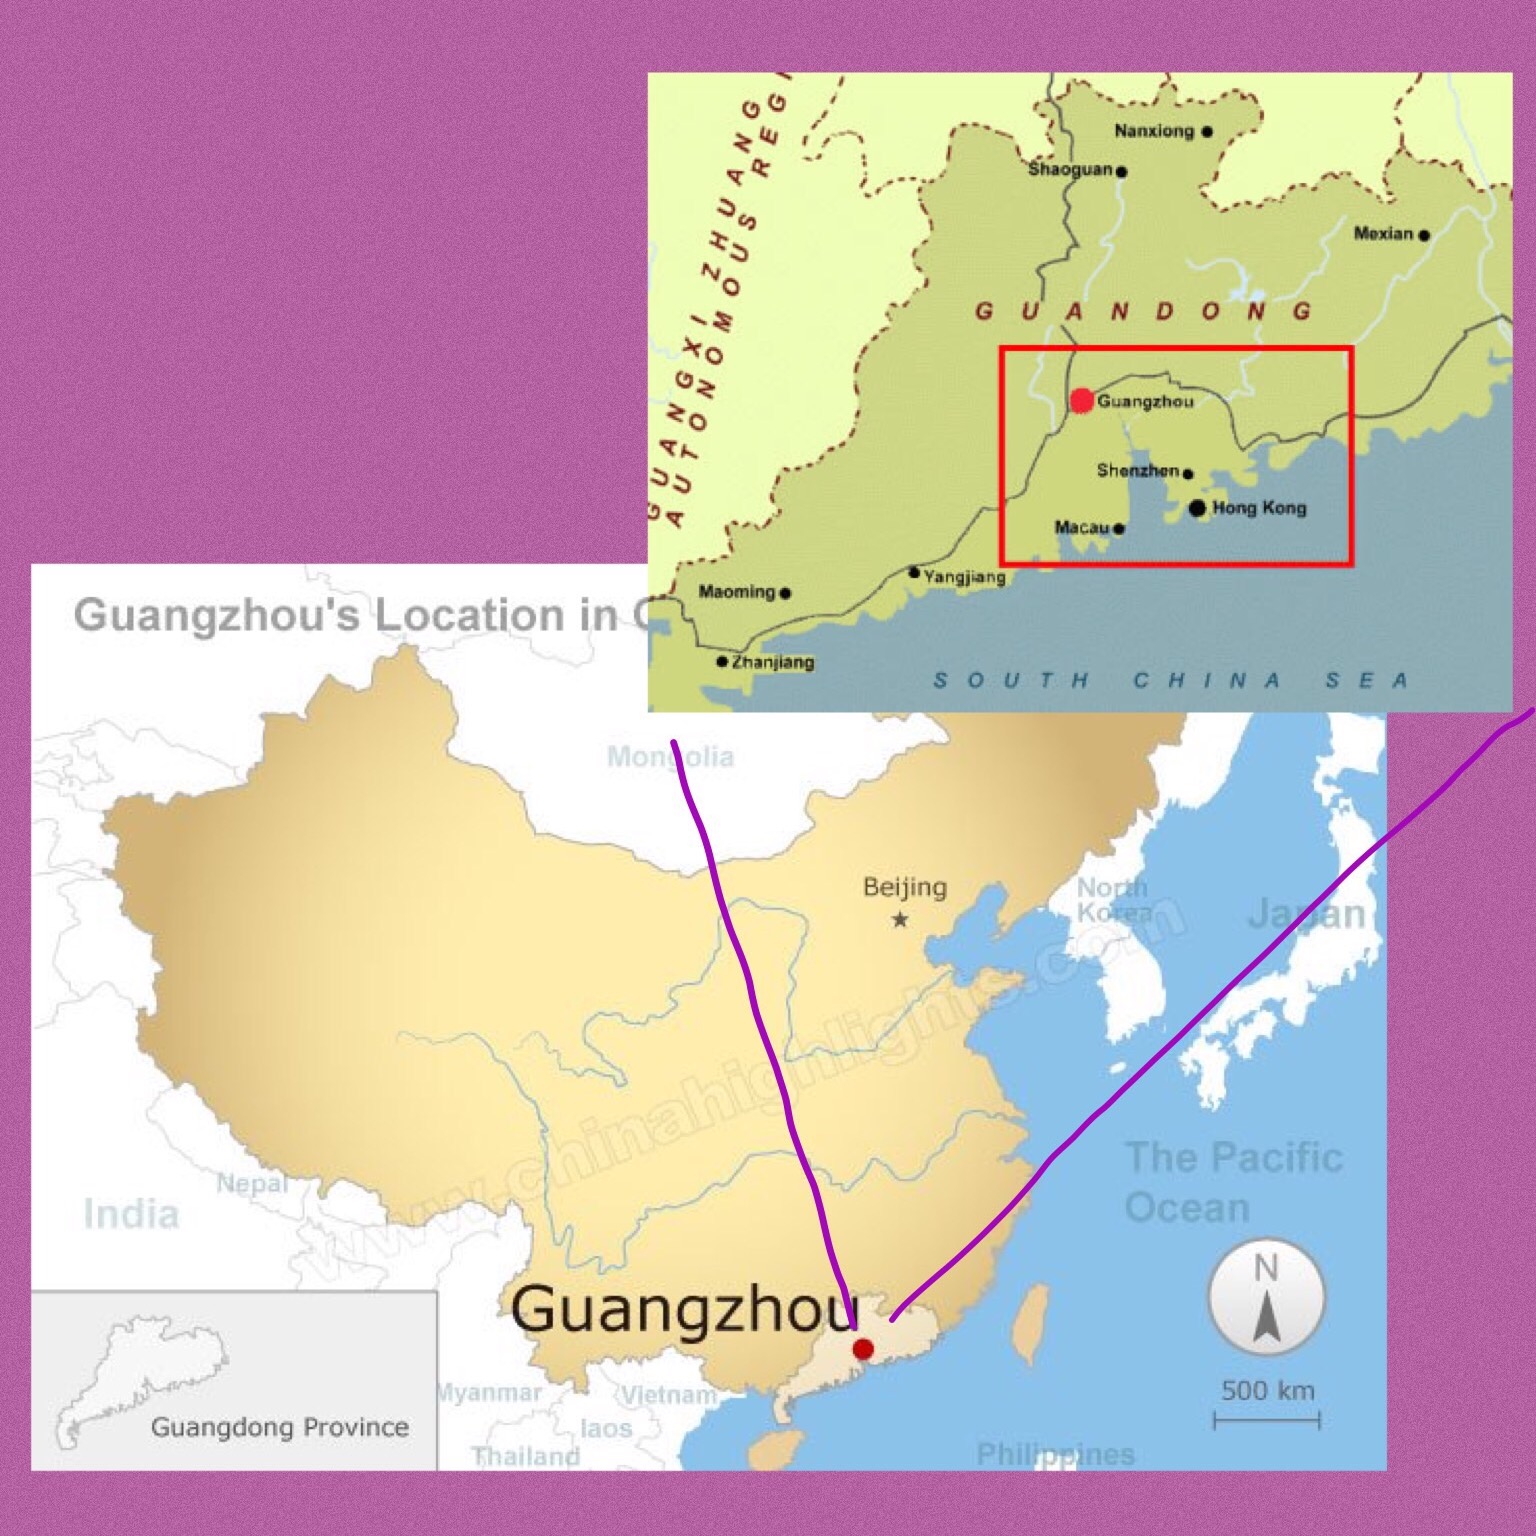 GUANGXI ZHUANG
AUTONOMOUS REGI
Nanxiong
Shaoguan
Mexian
GUANDONG
Guangzhou
Shenzhen
Hong Kong
Macau
Yangjiang
Maoming
Zhanjiang
SOUTH CHINA SEA
Guangzhou's Location in C
Mongolia
Beijing
North
Korea
Japan
www.chinahighlights.com
The Pacific
Ocean
Nepal
India
Guangzhou
N
500 km
Myanmar
Vietnam
laos
Thailand
Philippines
Guangdong Province